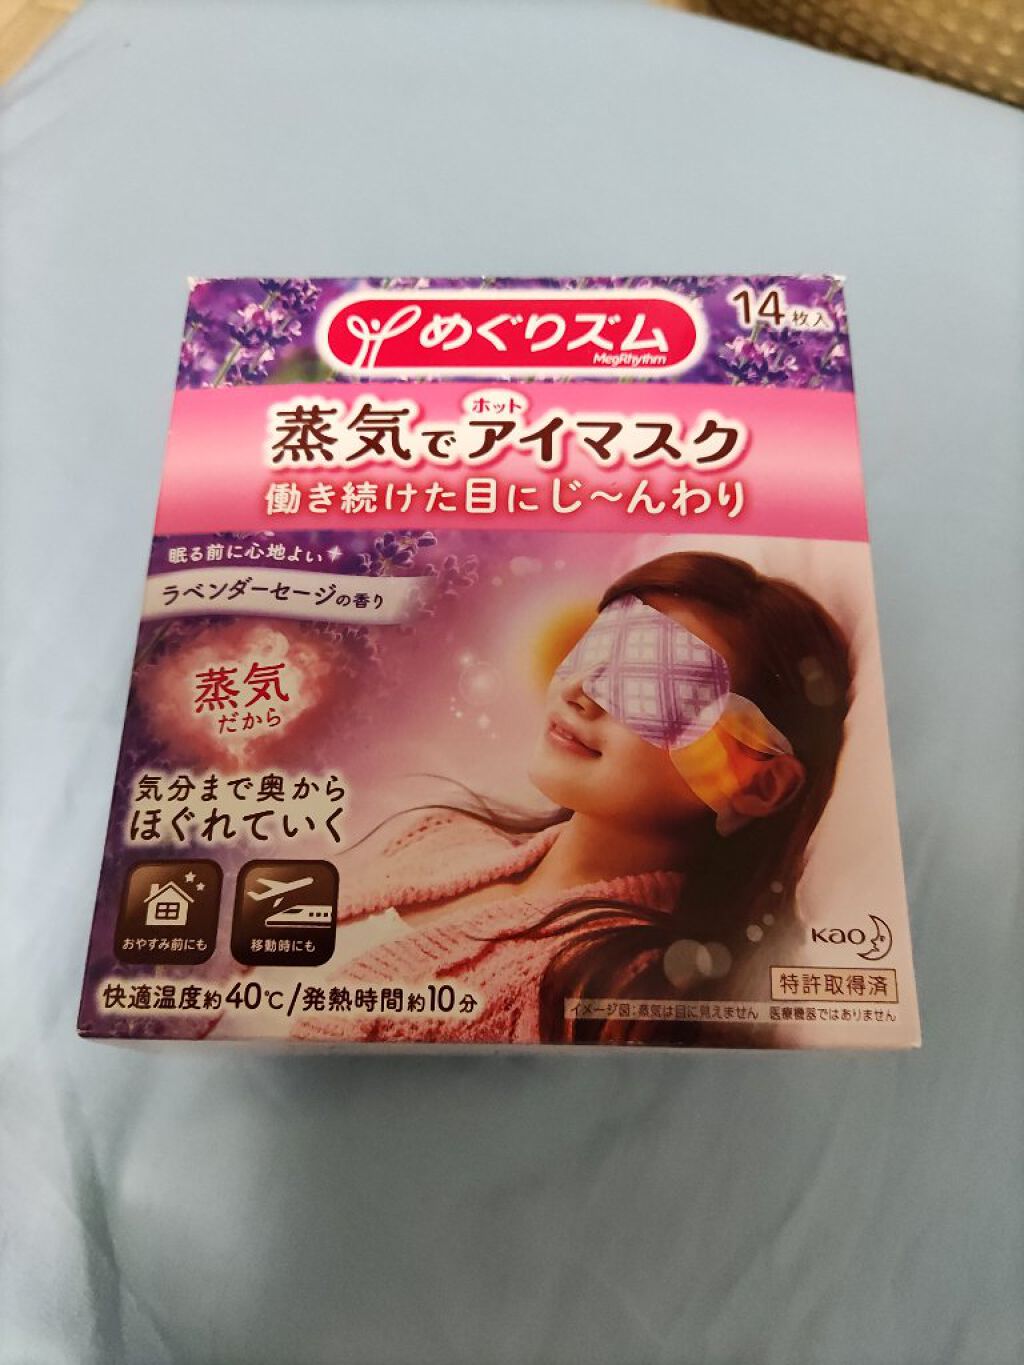 めぐりズム
MegRhythm
14枚入
ホット
蒸気でアイマスク
働き続けた目にじ〜んわり
眠る前に心地よい
ラベンダーセージの香り
蒸気
だから
気分まで奥から
ほぐれていく
おやすみ前にも
移動時にも
快適温度約40℃/発熱時間約10分
Kao
特許取得済
イメージ図:蒸気は目に見えません 医療機器ではありません